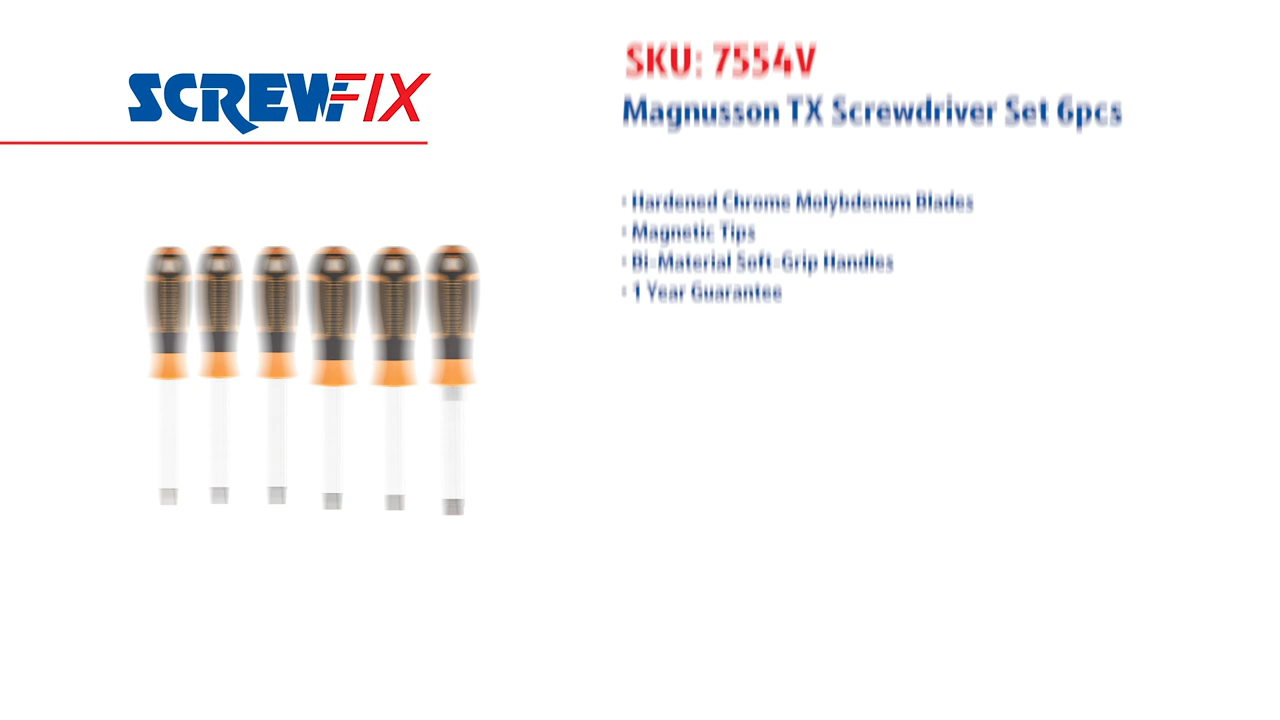 SCREWFIX
SKU: 7554V
Magnusson TX Screwdriver Set 6pcs
· Hardened Chrome Molybdenum Blades
· Magnetic Tips
· Bi-Material Soft-Grip Handles
· 1 Year Guarantee